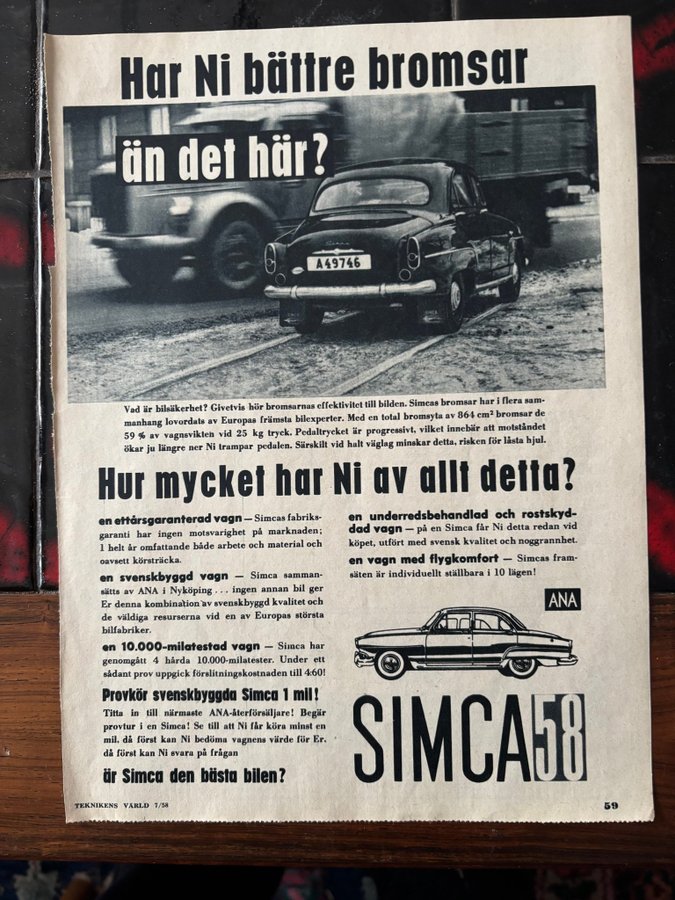 Har Ni bättre bromsar
än det här?
Simca
A49746
Vad är bilsäkerhet? Givetvis hör bromsarnas effektivitet till bilden. Simcas bromsar har i flera sam-
manhang lovordats av Europas främsta bilexperter. Med en total bromsyta av 864 cm² bromsar de
59 % av vagnsvikten vid 25 kg tryck. Pedaltrycket är progressivt, vilket innebär att motståndet
ökar ju längre ner Ni trampar pedalen. Särskilt vid halt väglag minskar detta, risken för låsta hjul.
Hur mycket har Ni av allt detta?
en ettårsgaranterad vagn — Simcas fabriks-
garanti har ingen motsvarighet på marknaden;
1 helt år omfattande både arbete och material och
oavsett körsträcka.
en svenskbyggd vagn — Simca samman-
sätts av ANA i Nyköping . . . ingen annan bil ger
Er denna kombination av svenskbyggd kvalitet och
de väldiga resurserna vid en av Europas största
bilfabriker.
en 10.000-milatestad vagn — Simca har
genomgått 4 hårda 10.000-milatester. Under ett
sådant prov uppgick förslitningskostnaden till 4:60!
Provkör svenskbyggda Simca 1 mil!
Titta in till närmaste ANA-återförsäljare! Begär
provtur i en Simca! Se till att Ni får köra minst en
mil, då först kan Ni bedöma vagnens värde för Er,
då först kan Ni svara på frågan
är Simca den bästa bilen?
en underredsbehandlad och rostskyd-
dad vagn — på en Simca får Ni detta redan vid
köpet, utfört med svensk kvalitet och noggrannhet.
en vagn med flygkomfort — Simcas fram-
säten är individuellt ställbara i 10 lägen!
ANA
SIMCA58
TEKNIKENS VÄRLD 7/58
59